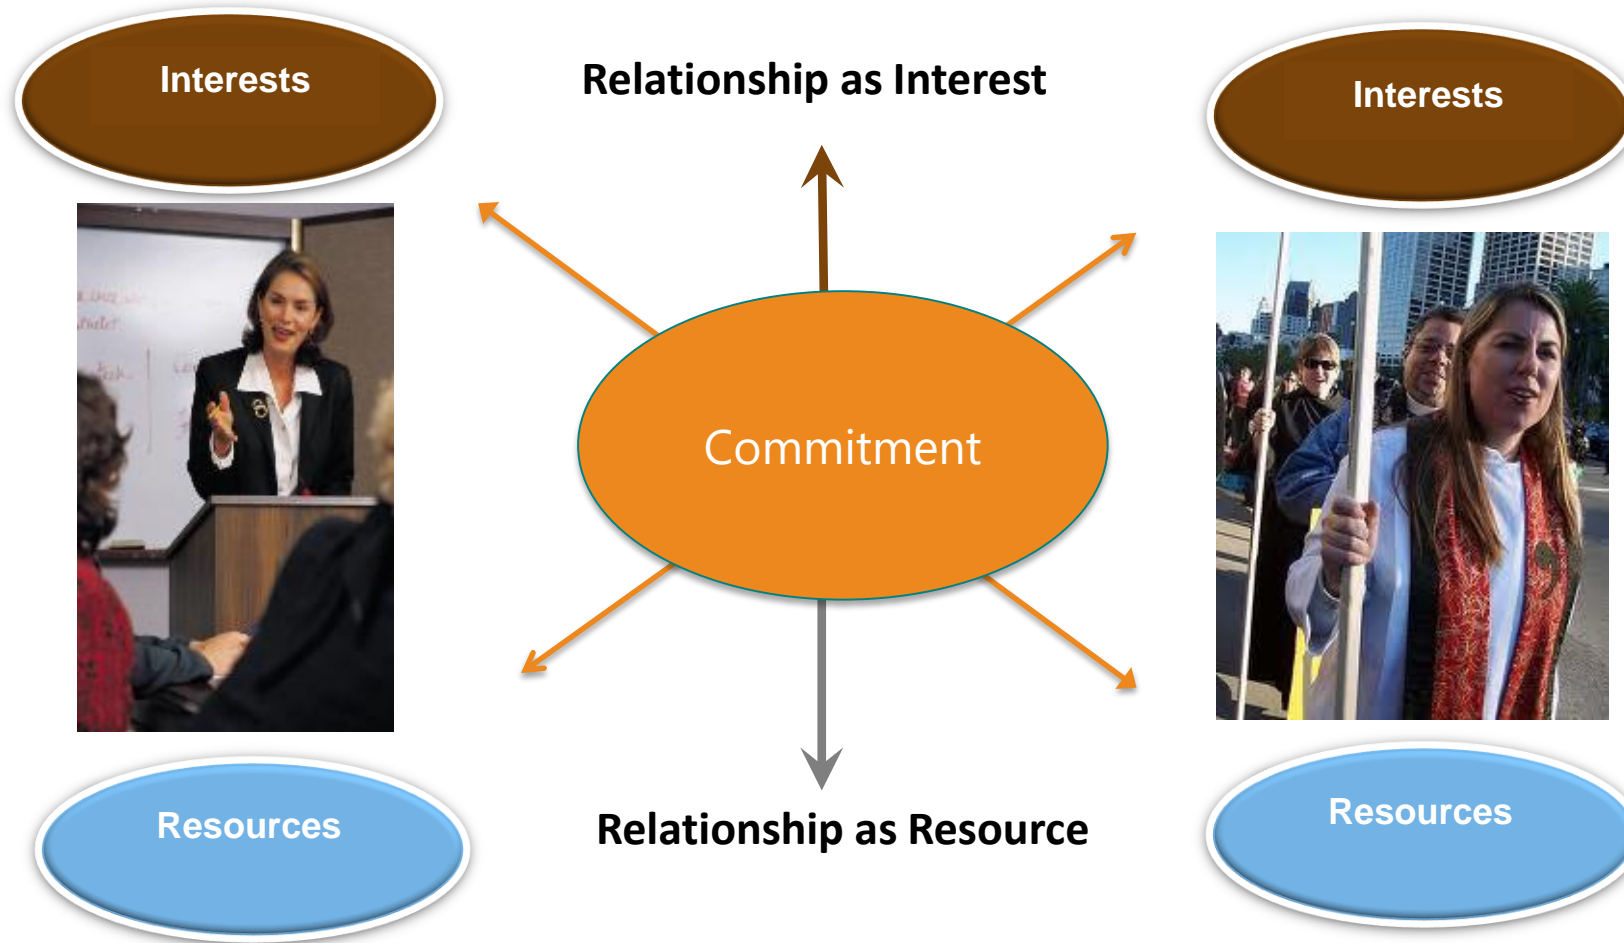 Interests
Relationship as Interest
Interests
Commitment
Resources
Relationship as Resource
Resources